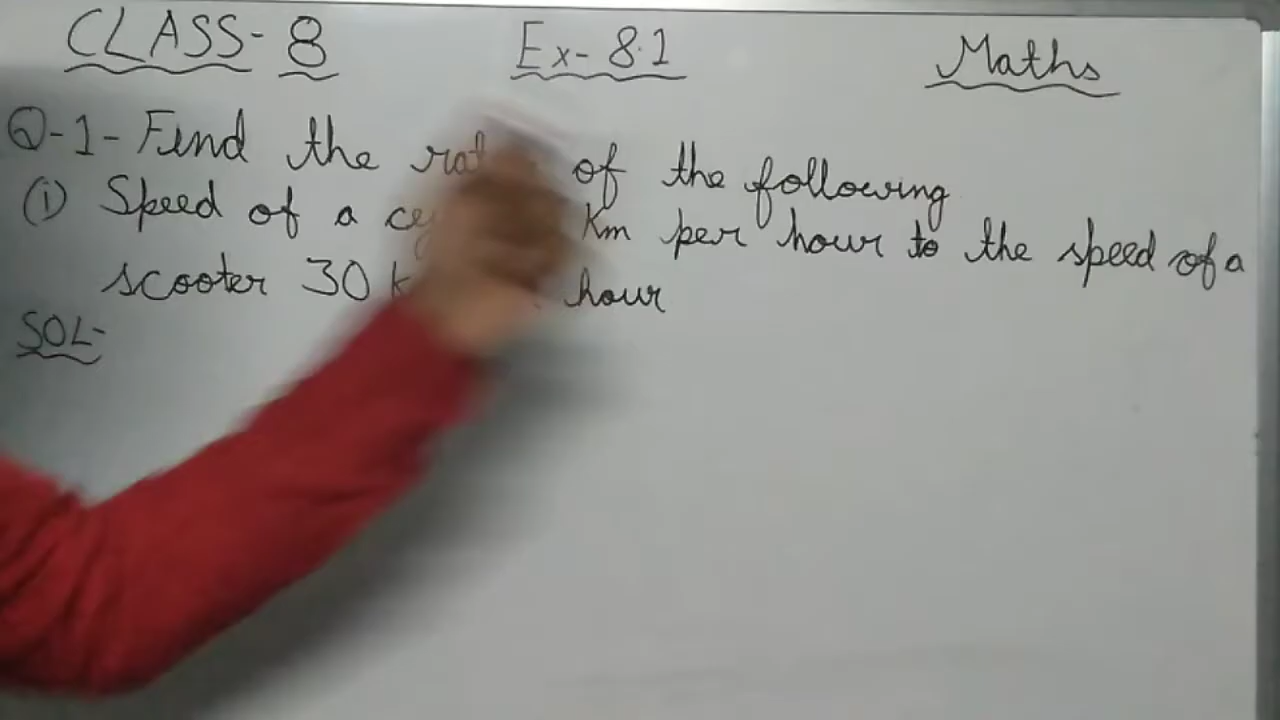 CLASS- 8 Ex- 8.1 Maths
Q-1- Find the of the following
(i) Speed of a Km per hour to the speed of a
scooter 30 hour
SOL-